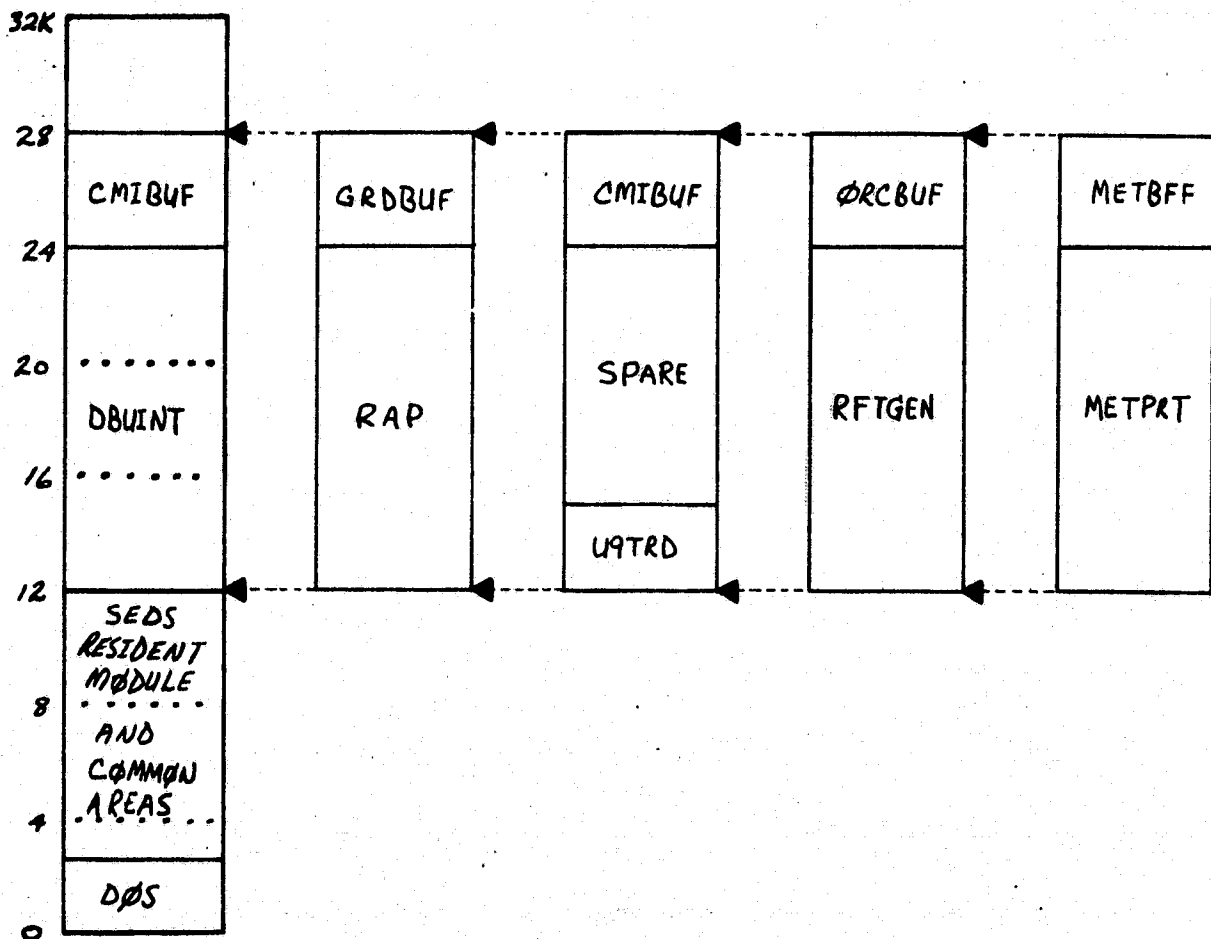 32K
28
CMIBUF
GRDBUF
CMIBUF
ØRCBUF
METBFF
24
20
DBUINT
RAP
SPARE
RFTGEN
METPRT
16
U9TRD
12
SEDS
RESIDENT
MØDULE
8
AND
CØMMØN
AREAS
4
DØS
0